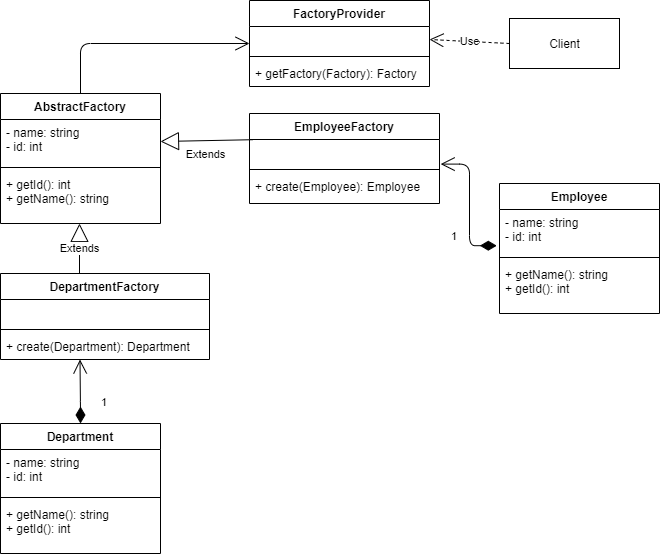 FactoryProvider
+ getFactory(Factory): Factory
Use
Client
AbstractFactory
- name: string
- id: int
+ getId(): int
+ getName(): string
Extends
EmployeeFactory
+ create(Employee): Employee
1
Employee
- name: string
- id: int
+ getName(): string
+ getId(): int
Extends
DepartmentFactory
+ create(Department): Department
1
Department
- name: string
- id: int
+ getName(): string
+ getId(): int